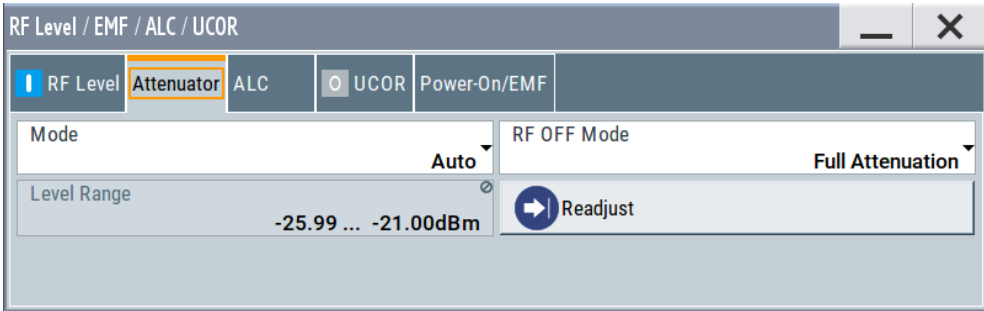 RF Level / EMF / ALC / UCOR
I RF Level Attenuator ALC O UCOR Power-On/EMF
Mode
Auto
RF OFF Mode
Full Attenuation
Level Range
-25.99 ... -21.00dBm
Readjust